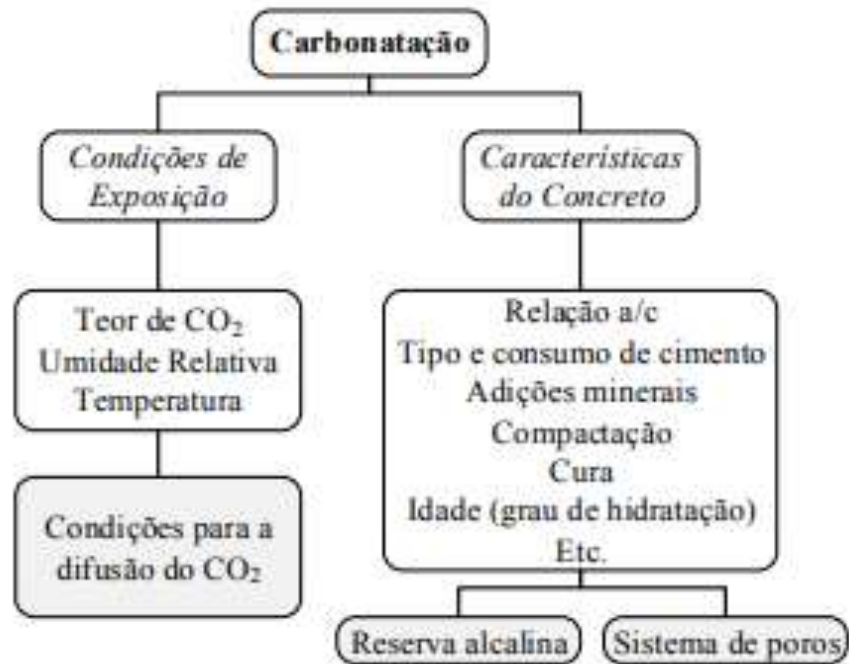 Carbonatação
Condições de
Exposição
Características
do Concreto
Teor de CO₂
Umidade Relativa
Temperatura
Relação a/c
Tipo e consumo de cimento
Adições minerais
Compactação
Cura
Idade (grau de hidratação)
Etc.
Condições para a
difusão do CO₂
Reserva alcalina
Sistema de poros